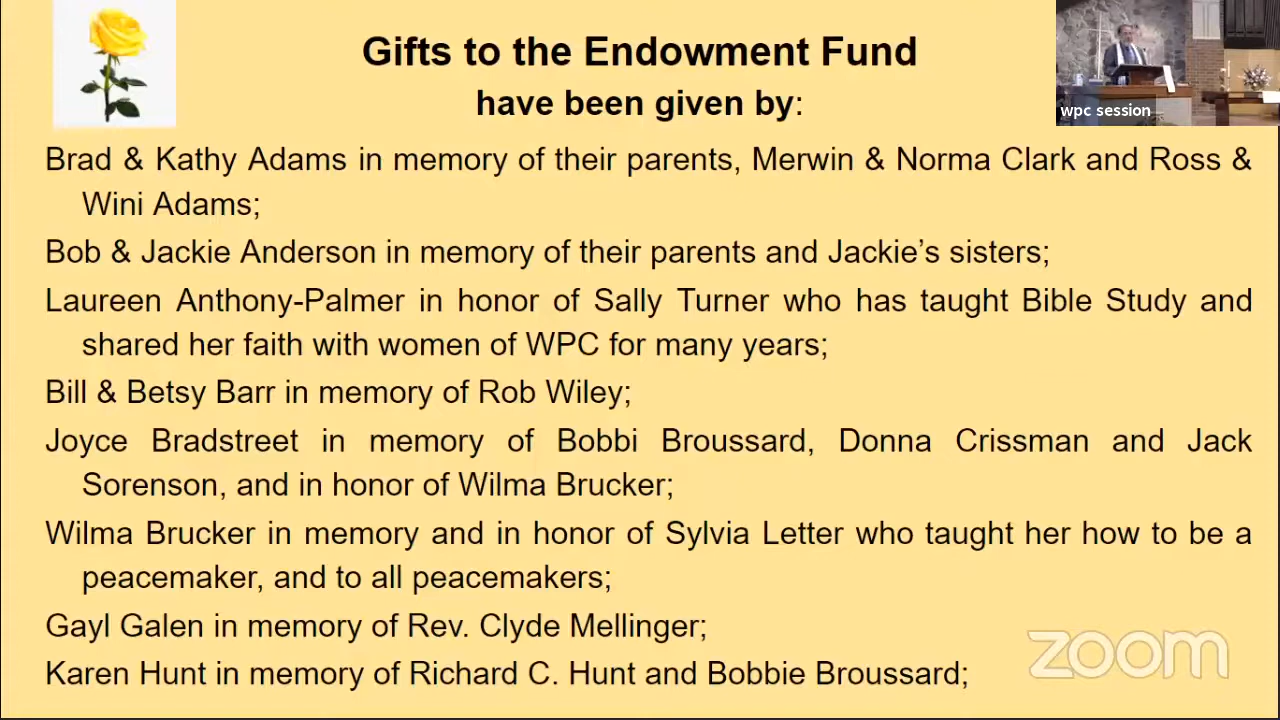 Gifts to the Endowment Fund
have been given by:
wpc session
Brad & Kathy Adams in memory of their parents, Merwin & Norma Clark and Ross &
Wini Adams;
Bob & Jackie Anderson in memory of their parents and Jackie’s sisters;
Laureen Anthony-Palmer in honor of Sally Turner who has taught Bible Study and
shared her faith with women of WPC for many years;
Bill & Betsy Barr in memory of Rob Wiley;
Joyce Bradstreet in memory of Bobbi Broussard, Donna Crissman and Jack
Sorenson, and in honor of Wilma Brucker;
Wilma Brucker in memory and in honor of Sylvia Letter who taught her how to be a
peacemaker, and to all peacemakers;
Gayl Galen in memory of Rev. Clyde Mellinger;
Karen Hunt in memory of Richard C. Hunt and Bobbie Broussard;
zoom